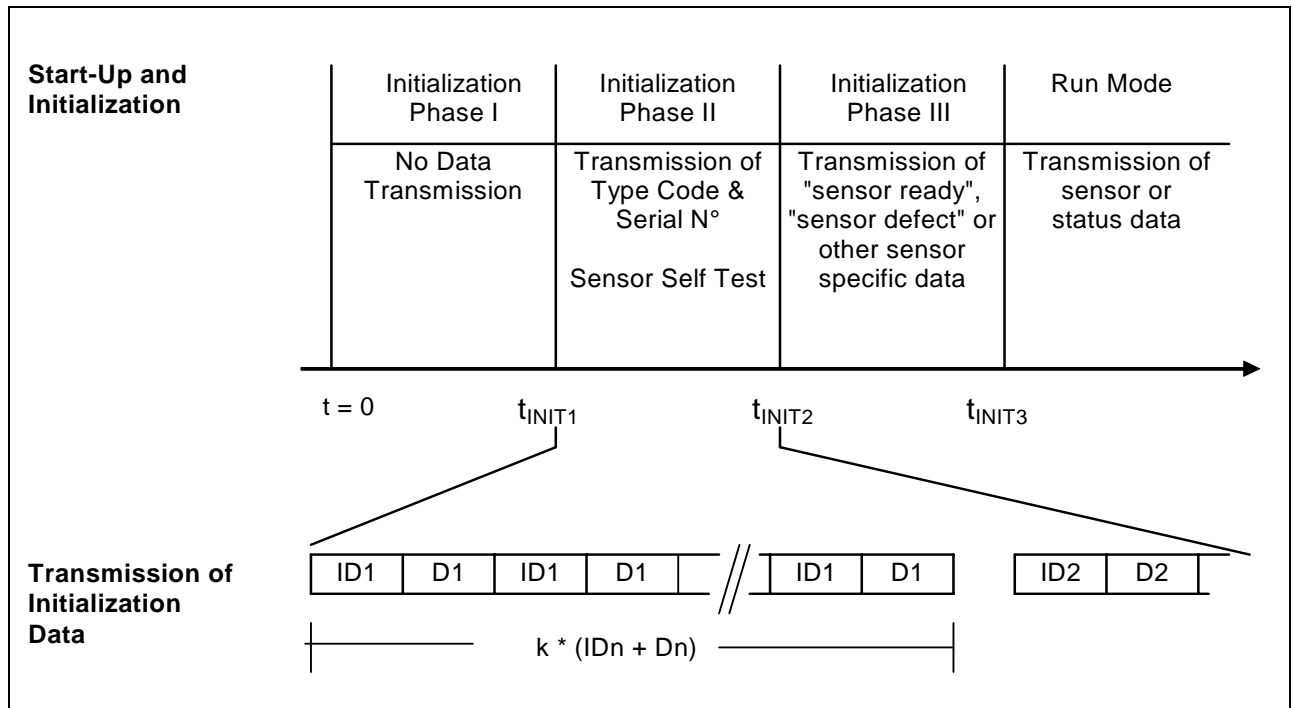 Start-Up and
Initialization
Initialization
Phase I
Initialization
Phase II
Initialization
Phase III
Run Mode
No Data
Transmission
Transmission of
Type Code &
Serial N°
Sensor Self Test
Transmission of
"sensor ready",
"sensor defect" or
other sensor
specific data
Transmission of
sensor or
status data
t = 0
tINIT1
tINIT2
tINIT3
Transmission of
Initialization
Data
ID1 D1 ID1 D1 // ID1 D1 ID2 D2
k * (IDn + Dn)